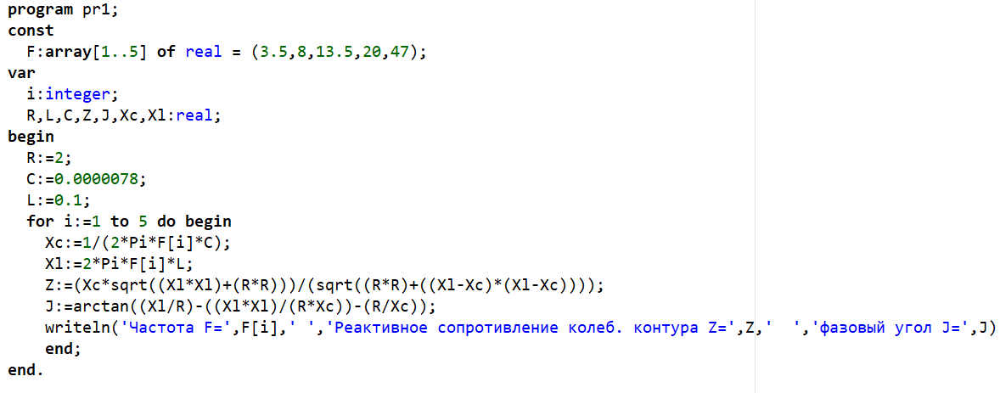 program pr1;
const
  F:array[1..5] of real = (3.5,8,13.5,20,47);
var
  i:integer;
  R,L,C,Z,J,Xc,Xl:real;
begin
  R:=2;
  C:=0.0000078;
  L:=0.1;
  for i:=1 to 5 do begin
    Xc:=1/(2*Pi*F[i]*C);
    Xl:=2*Pi*F[i]*L;
    Z:=(Xc*sqrt((Xl*Xl)+(R*R)))/(sqrt((R*R)+((Xl-Xc)*(Xl-Xc))));
    J:=arctan((Xl/R)-((Xl*Xl)/(R*Xc))-(R/Xc));
    writeln('Частота F=',F[i],' ','Реактивное сопротивление колеб. контура Z=',Z,'  ','фазовый угол J=',J)
    end;
end.